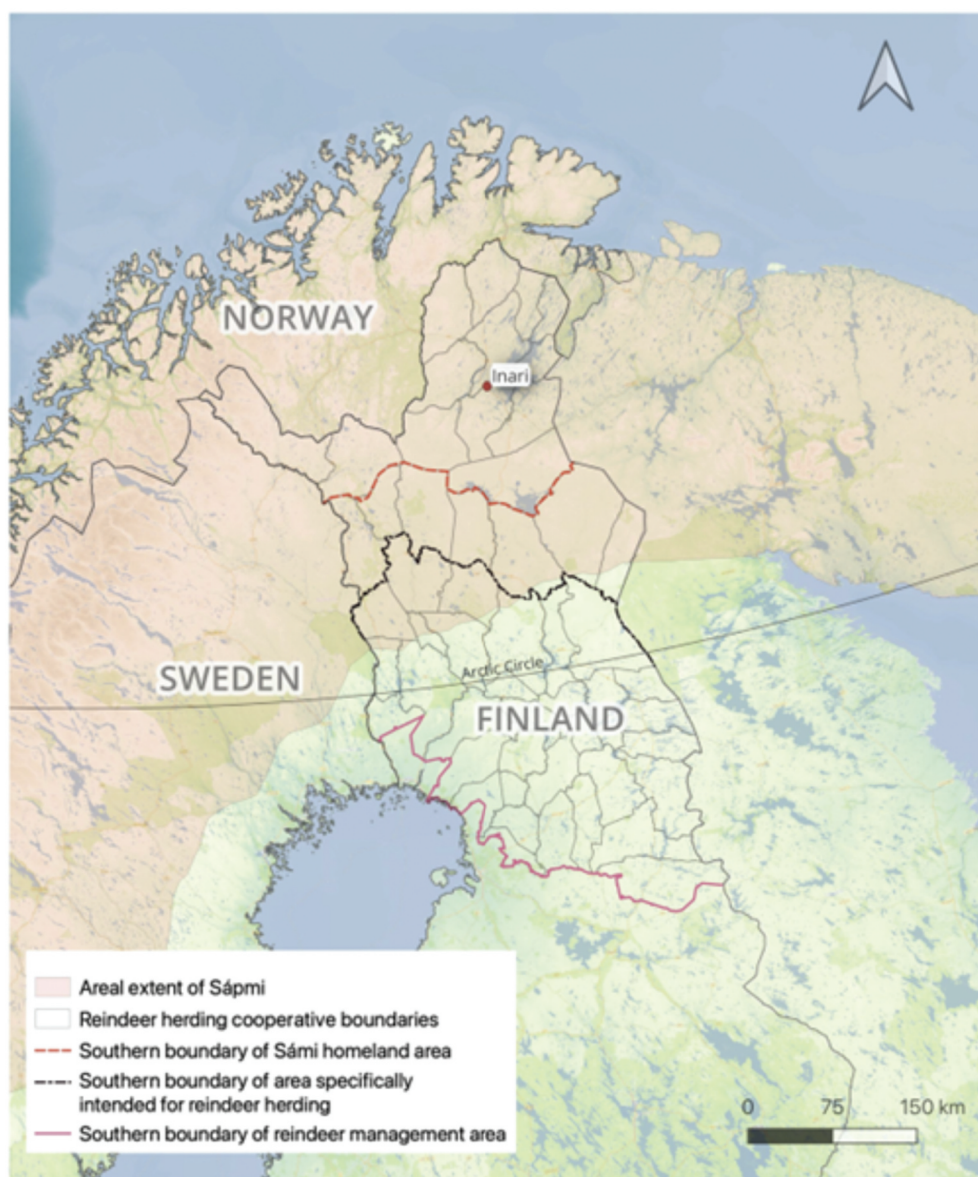 NORWAY
Inari
SWEDEN
Arctic Circle
FINLAND
Areal extent of Sápmi
Reindeer herding cooperative boundaries
Southern boundary of Sámi homeland area
Southern boundary of area specifically
intended for reindeer herding
Southern boundary of reindeer management area
0 75 150 km